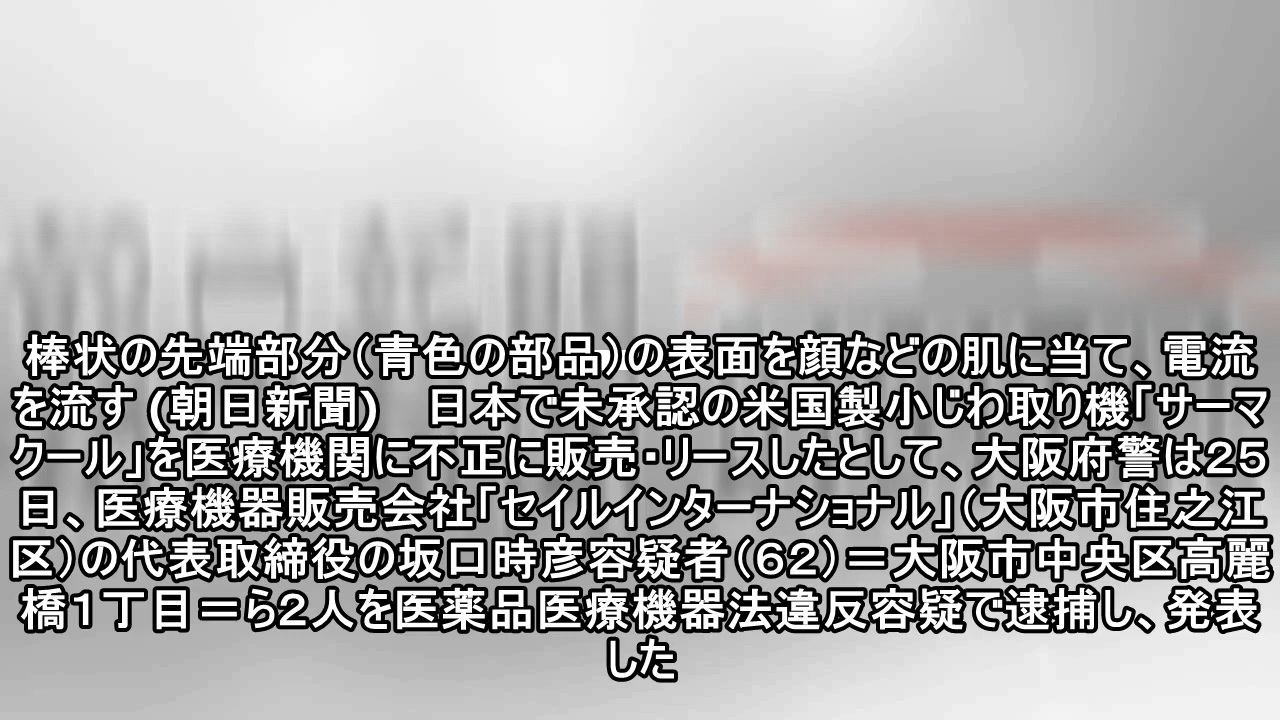 棒状の先端部分（青色の部品）の表面を顔などの肌に当て、電流
を流す (朝日新聞)　日本で未承認の米国製小じわ取り機「サーマ
クール」を医療機関に不正に販売・リースしたとして、大阪府警は２５
日、医療機器販売会社「セイルインターナショナル」（大阪市住之江
区）の代表取締役の坂口時彦容疑者（６２）＝大阪市中央区高麗
橋１丁目＝ら２人を医薬品医療機器法違反容疑で逮捕し、発表
した